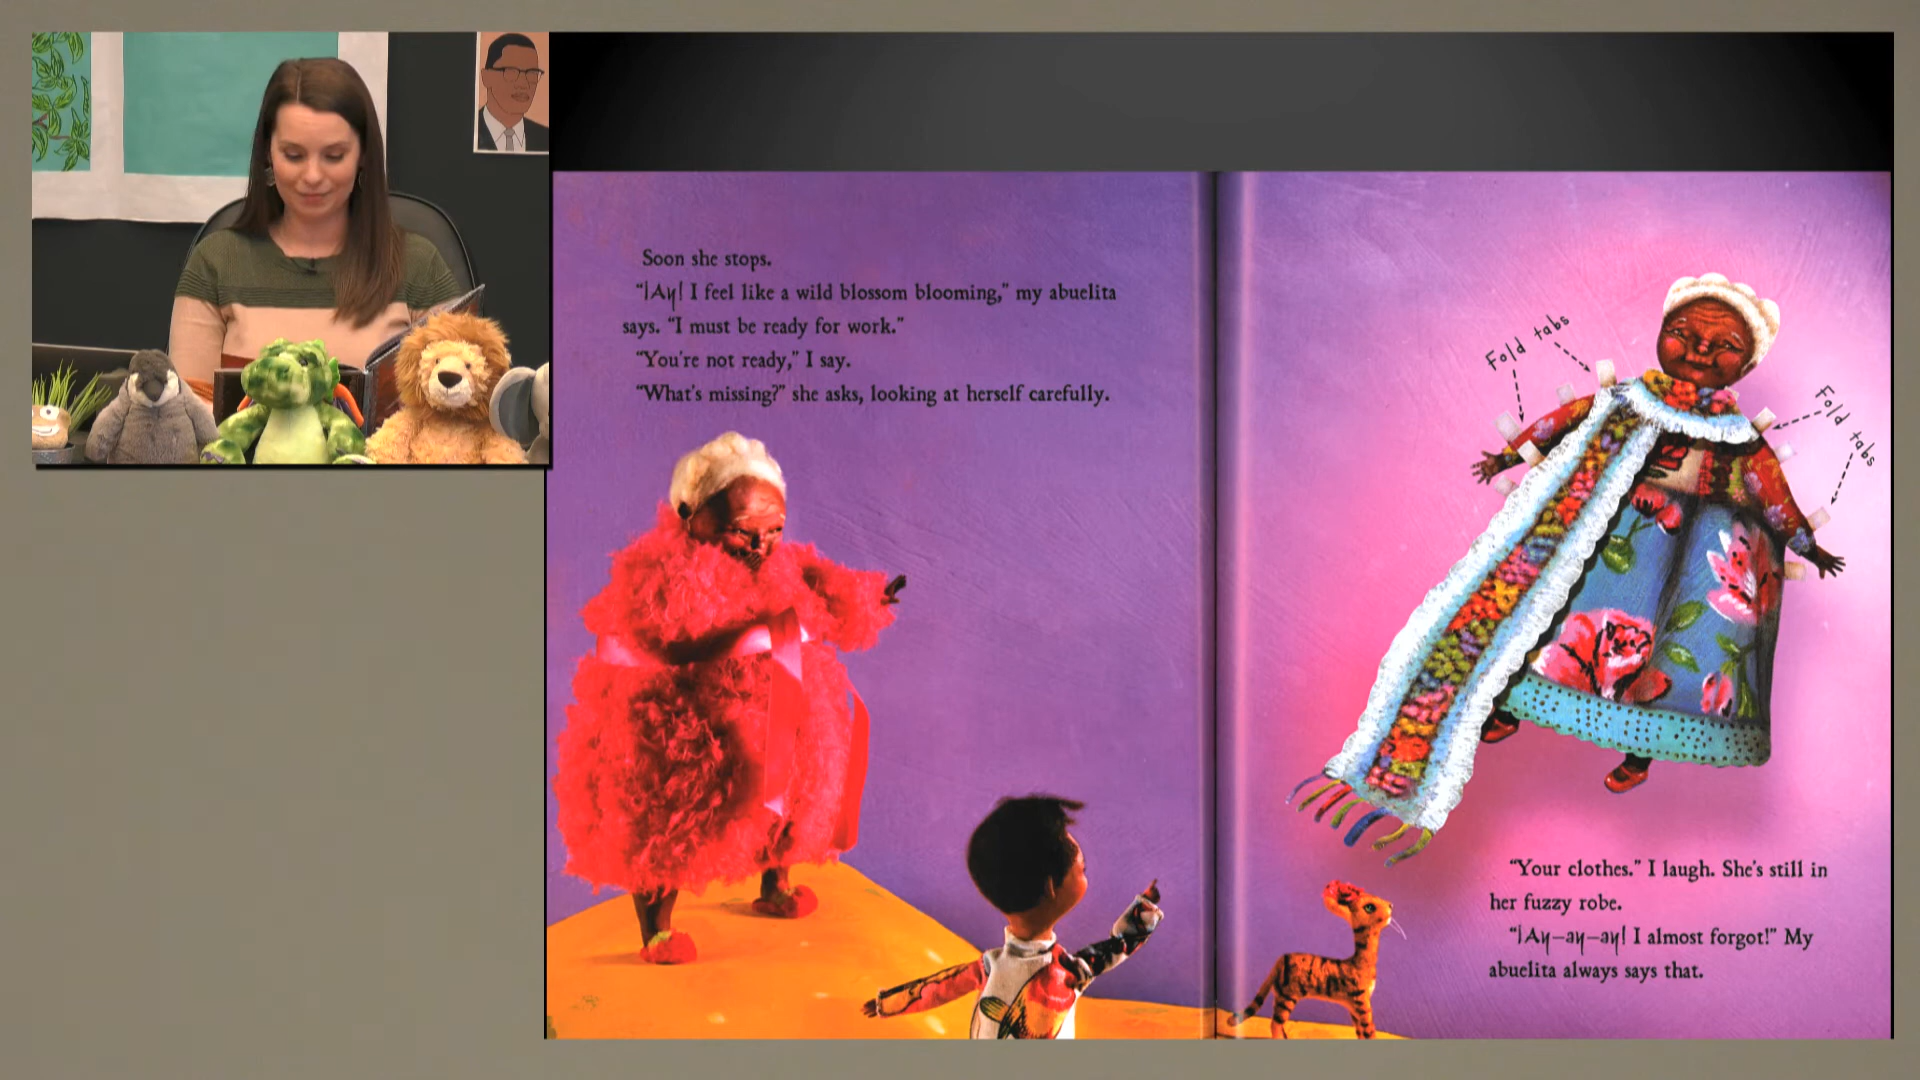 Soon she stops.
“¡Ay! I feel like a wild blossom blooming,” my abuelita
says. “I must be ready for work.”
“You're not ready,” I say.
“What's missing?” she asks, looking at herself carefully.
Fold tabs
Fold tabs
“Your clothes.” I laugh. She's still in
her fuzzy robe.
“¡Ay–ay–ay! I almost forgot!” My
abuelita always says that.